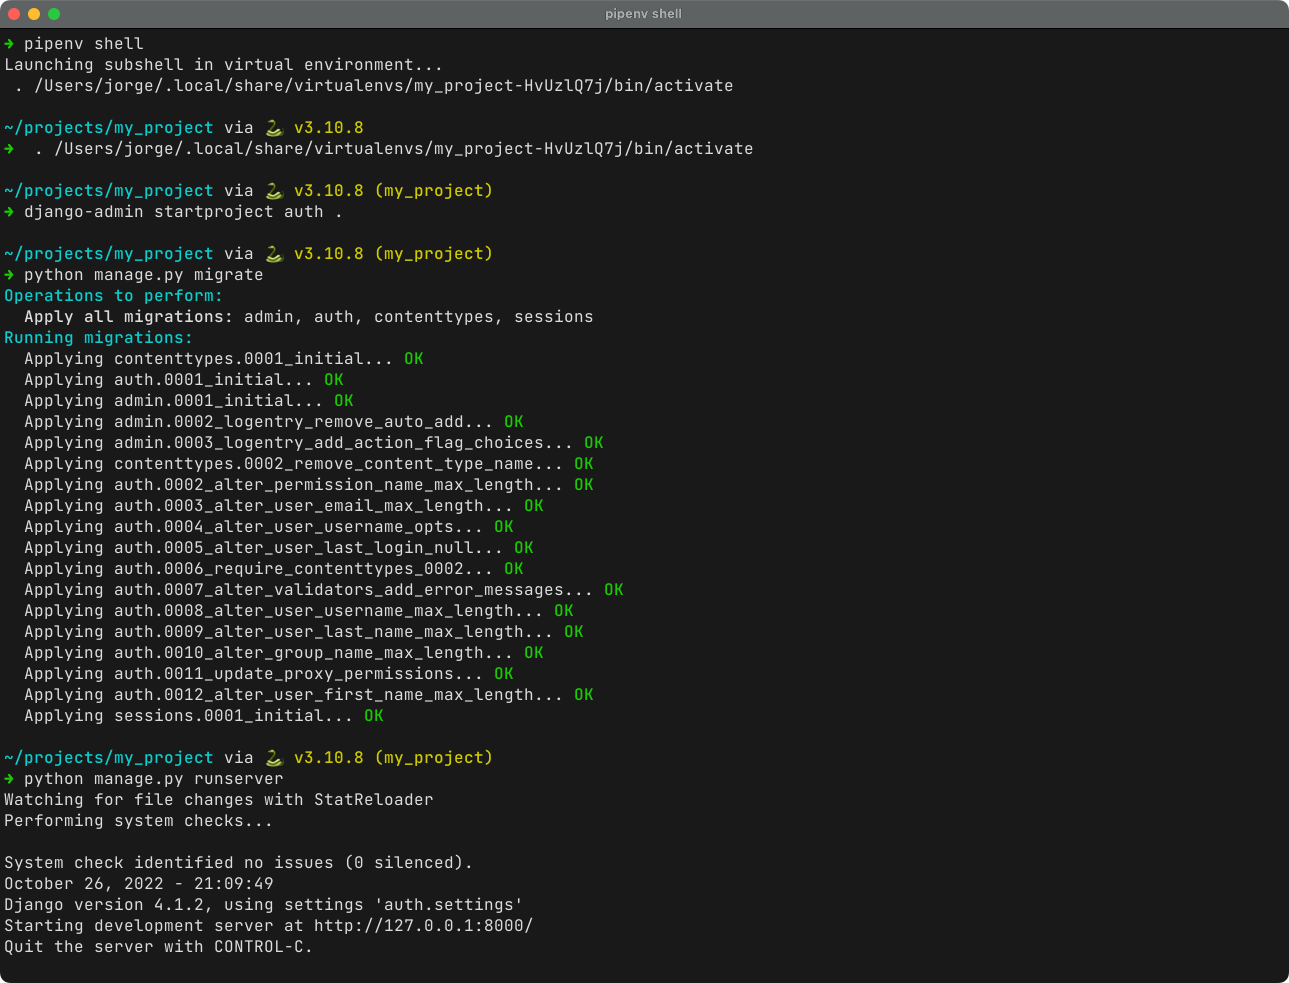 pipenv shell
➜ pipenv shell
Launching subshell in virtual environment...
 . /Users/jorge/.local/share/virtualenvs/my_project-HvUzlQ7j/bin/activate
~/projects/my_project via 🐍 v3.10.8
➜  . /Users/jorge/.local/share/virtualenvs/my_project-HvUzlQ7j/bin/activate
~/projects/my_project via 🐍 v3.10.8 (my_project)
➜ django-admin startproject auth .
~/projects/my_project via 🐍 v3.10.8 (my_project)
➜ python manage.py migrate
Operations to perform:
  Apply all migrations: admin, auth, contenttypes, sessions
Running migrations:
  Applying contenttypes.0001_initial... OK
  Applying auth.0001_initial... OK
  Applying admin.0001_initial... OK
  Applying admin.0002_logentry_remove_auto_add... OK
  Applying admin.0003_logentry_add_action_flag_choices... OK
  Applying contenttypes.0002_remove_content_type_name... OK
  Applying auth.0002_alter_permission_name_max_length... OK
  Applying auth.0003_alter_user_email_max_length... OK
  Applying auth.0004_alter_user_username_opts... OK
  Applying auth.0005_alter_user_last_login_null... OK
  Applying auth.0006_require_contenttypes_0002... OK
  Applying auth.0007_alter_validators_add_error_messages... OK
  Applying auth.0008_alter_user_username_max_length... OK
  Applying auth.0009_alter_user_last_name_max_length... OK
  Applying auth.0010_alter_group_name_max_length... OK
  Applying auth.0011_update_proxy_permissions... OK
  Applying auth.0012_alter_user_first_name_max_length... OK
  Applying sessions.0001_initial... OK
~/projects/my_project via 🐍 v3.10.8 (my_project)
➜ python manage.py runserver
Watching for file changes with StatReloader
Performing system checks...
System check identified no issues (0 silenced).
October 26, 2022 - 21:09:49
Django version 4.1.2, using settings 'auth.settings'
Starting development server at http://127.0.0.1:8000/
Quit the server with CONTROL-C.